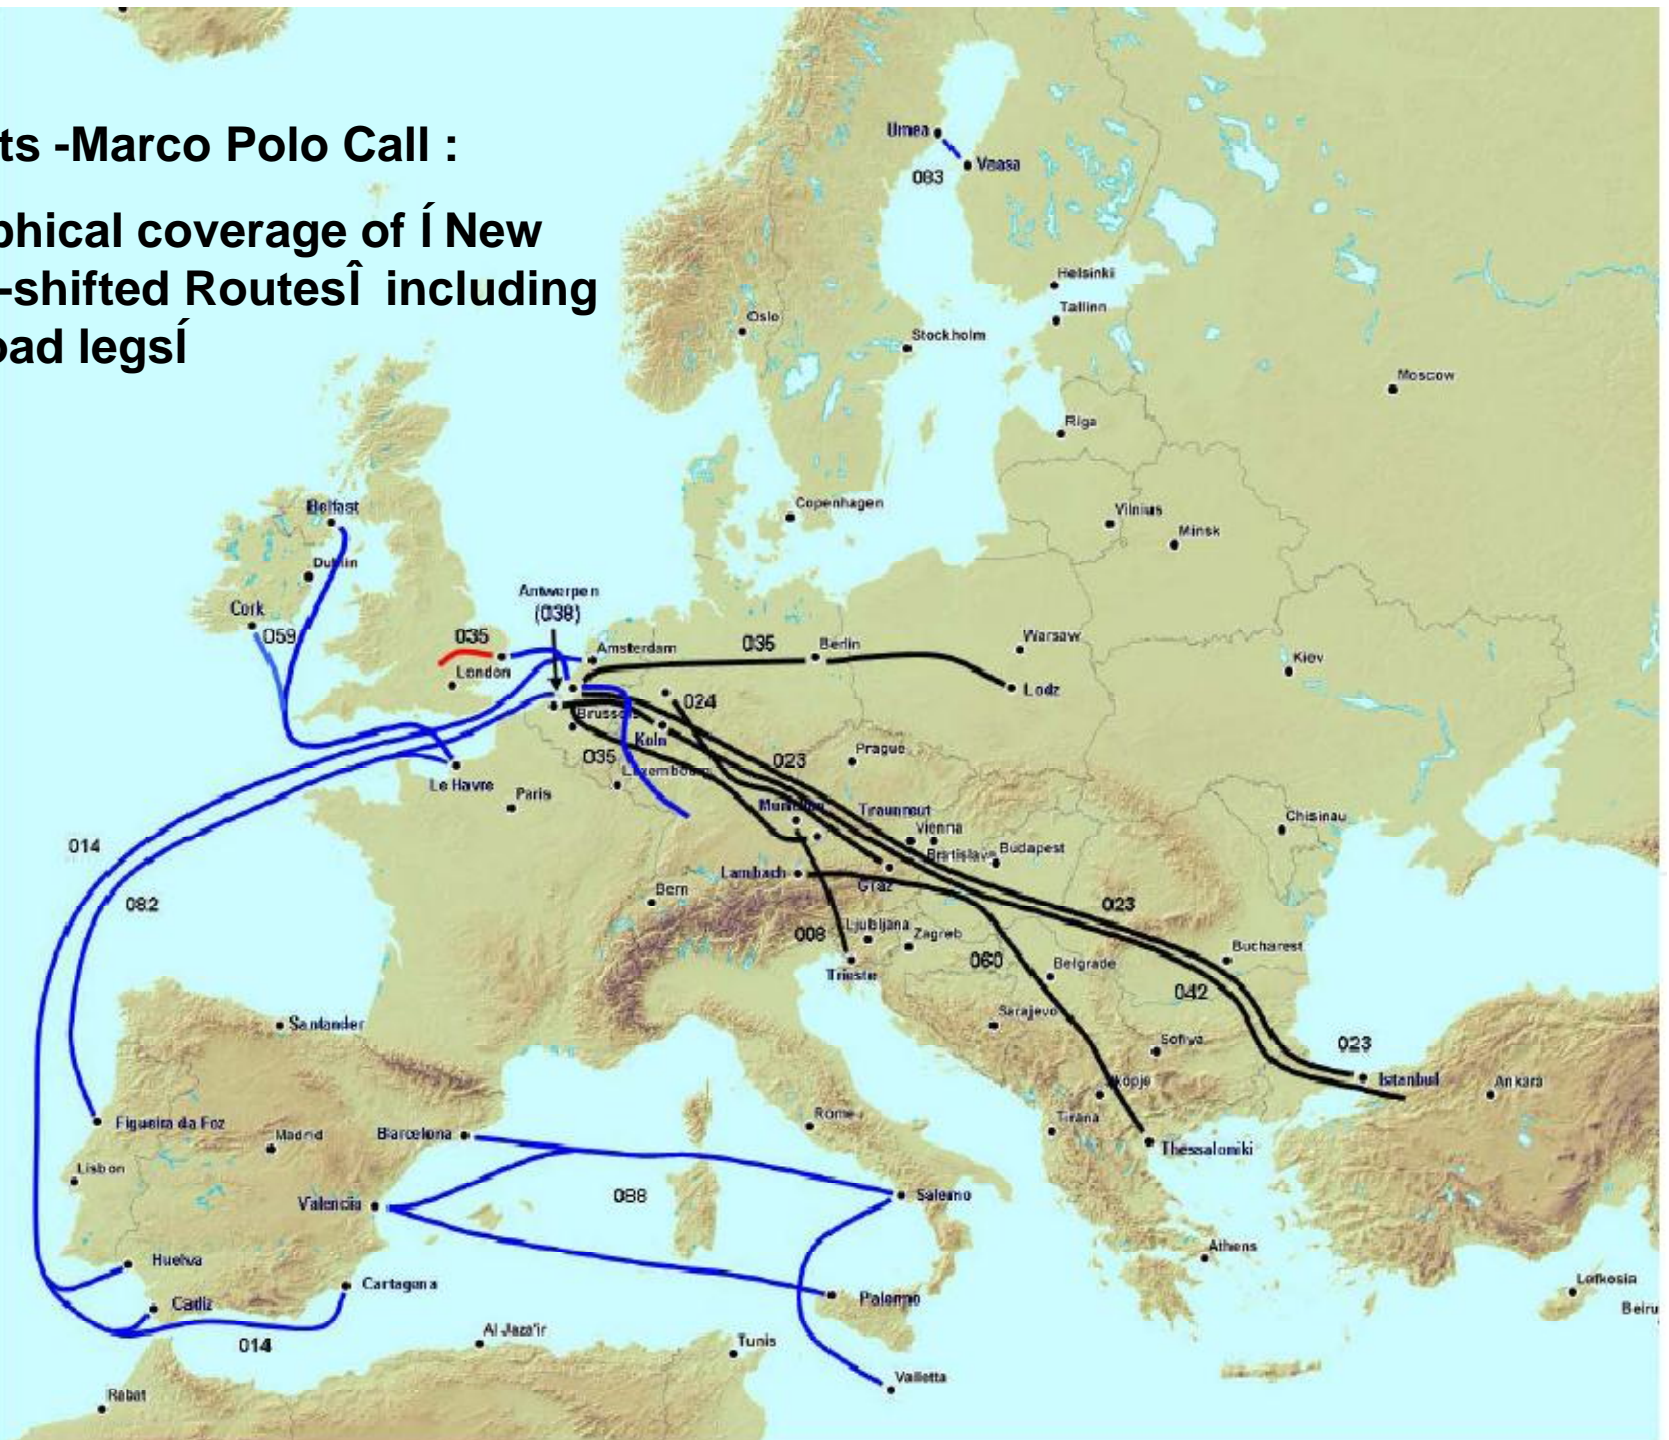 ts -Marco Polo Call :
phical coverage of Í New
-shifted RoutesÎ including
oad legsÍ
Umea
Vaasa
083
Helsinki
Tallinn
Oslo
Stockholm
Moscow
Riga
Copenhagen
Vilnius
Minsk
Belfast
Dublin
Cork
059
Antwerpen
(038)
035
London
Amsterdam
035
Berlin
Warsaw
Kiev
Lodz
024
Brussels
Koln
035
Luxembourg
023
Prague
Le Havre
Paris
Munchen
Traunreut
Vienna
Bratislava
Budapest
Chisinau
014
Lambach
Graz
Bern
082
023
008
Ljubljana
Zagreb
Trieste
060
Belgrade
Bucharest
042
Santander
Sarajevo
Sofiya
023
Istanbul
Ankara
Skopje
Figueira da Foz
Madrid
Barcelona
Rome
Tirana
Thessaloniki
Lisbon
Valencia
088
Salerno
Huelva
Cartagena
Athens
Cadiz
Palermo
Lefkosia
Beiru
014
Al Jaza'ir
Tunis
Valletta
Rabat